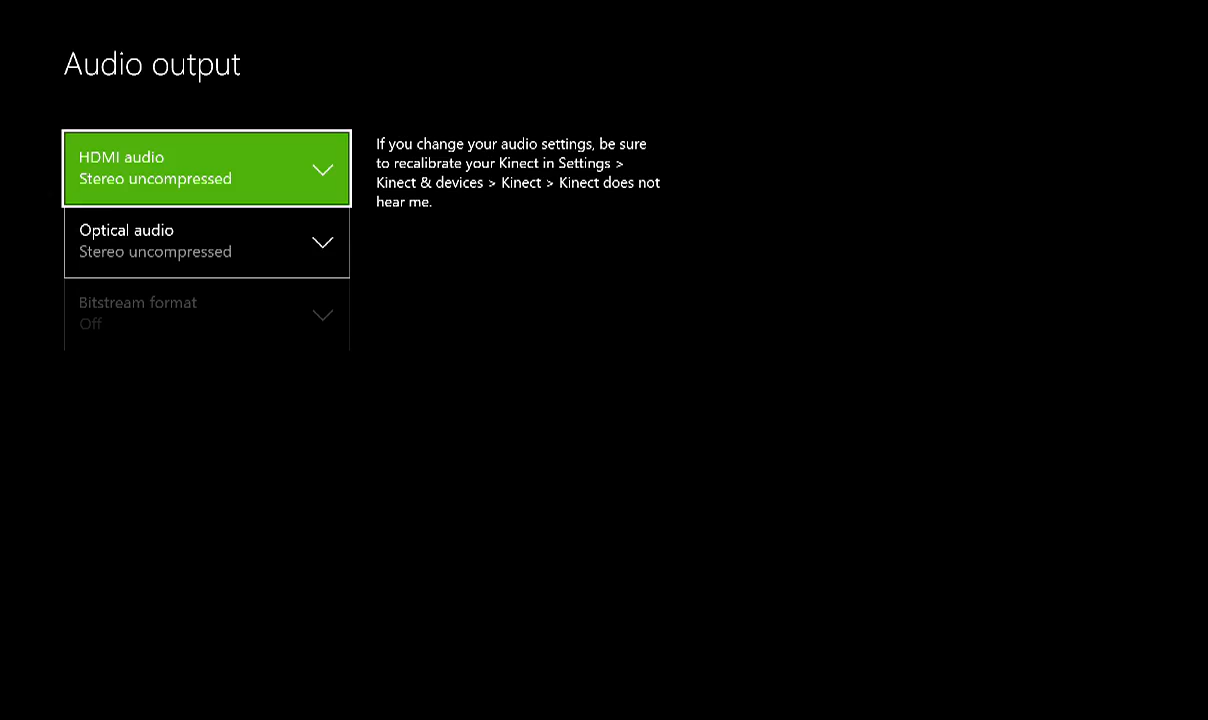 Audio output
HDMI audio
Stereo uncompressed
If you change your audio settings, be sure
to recalibrate your Kinect in Settings >
Kinect & devices > Kinect > Kinect does not
hear me.
Optical audio
Stereo uncompressed
Bitstream format
Off